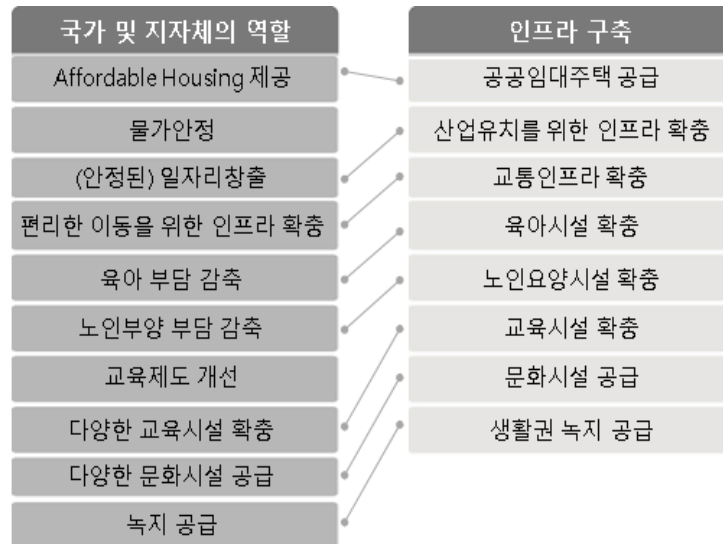 국가 및 지자체의 역할
Affordable Housing 제공
물가안정
(안정된) 일자리창출
편리한 이동을 위한 인프라 확충
육아 부담 감축
노인부양 부담 감축
교육제도 개선
다양한 교육시설 확충
다양한 문화시설 공급
녹지 공급
인프라 구축
공공임대주택 공급
산업유치를 위한 인프라 확충
교통인프라 확충
육아시설 확충
노인요양시설 확충
교육시설 확충
문화시설 공급
생활권 녹지 공급